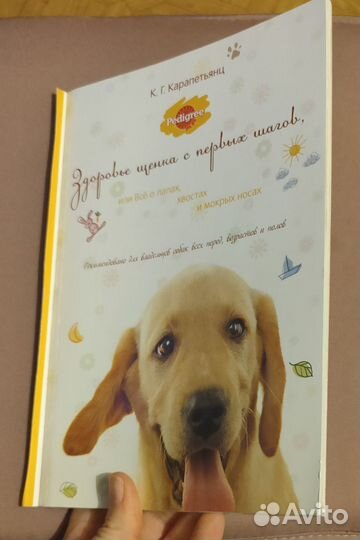 К. Г. Карапетьянц
Pedigree
Здоровье щенка с первых шагов,
или Всё о лапах, хвостах и мокрых носах
Рекомендовано для владельцев собак всех пород, возрастов и полов
Avito